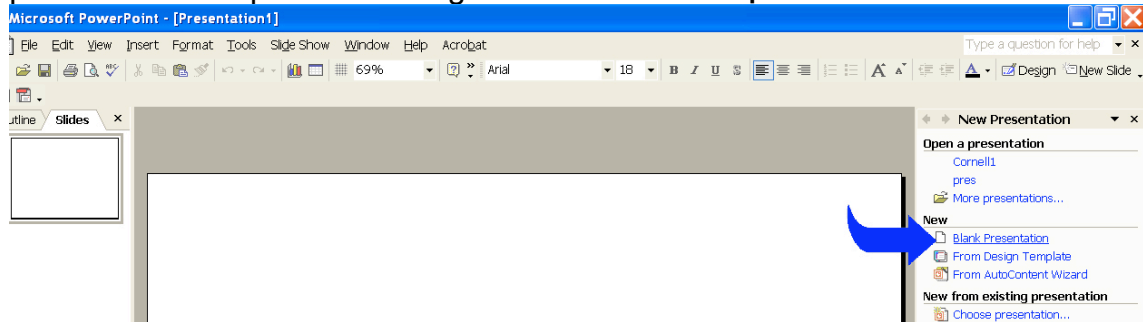 Microsoft PowerPoint - [Presentation1]
File Edit View Insert Format Tools Slide Show Window Help Acrobat Type a question for help
69% Arial 18 B I U S A A A Design New Slide
Slides
New Presentation
Open a presentation
Cornell1
pres
More presentations...
New
Blank Presentation
From Design Template
From AutoContent Wizard
New from existing presentation
Choose presentation...